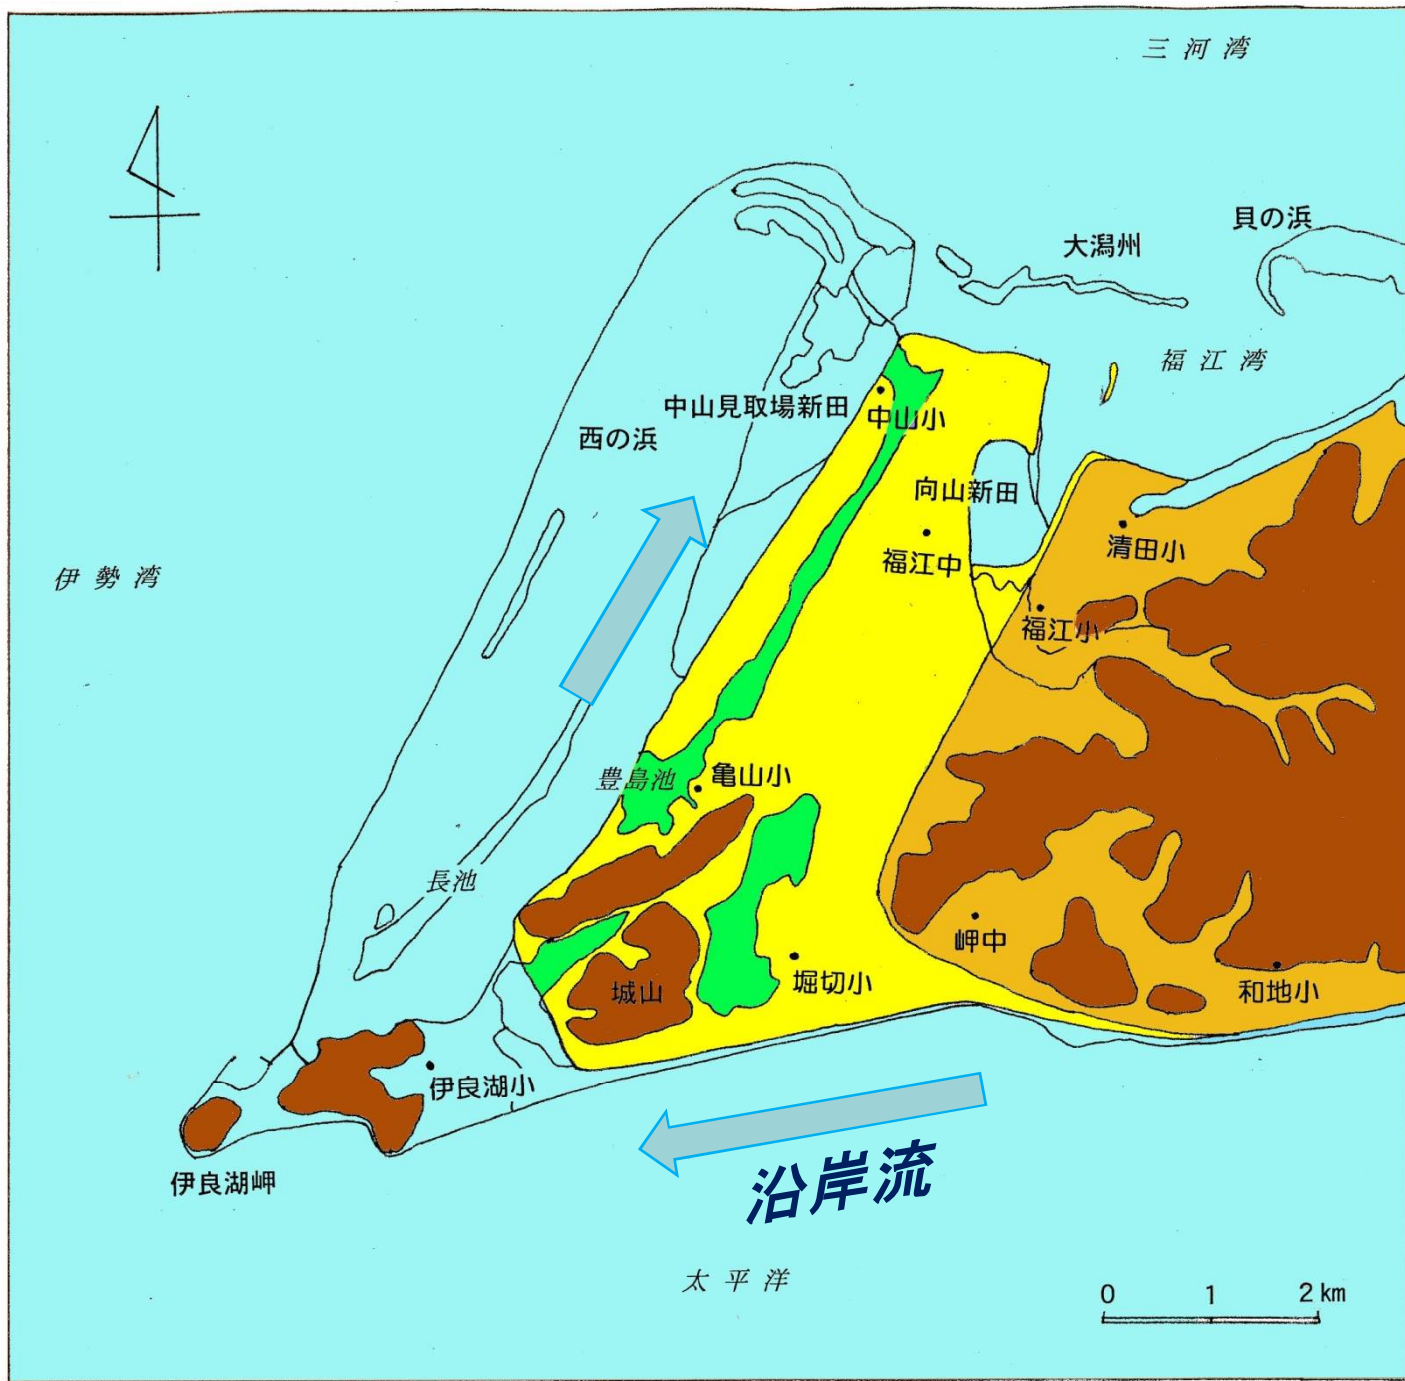 三河湾
貝の浜
大潟州
福江湾
中山見取場新田
中山小
西の浜
向山新田
清田小
福江中
伊勢湾
福江小
豊島池
亀山小
長池
岬中
堀切小
城山
和地小
伊良湖小
伊良湖岬
沿岸流
太平洋
0 1 2km